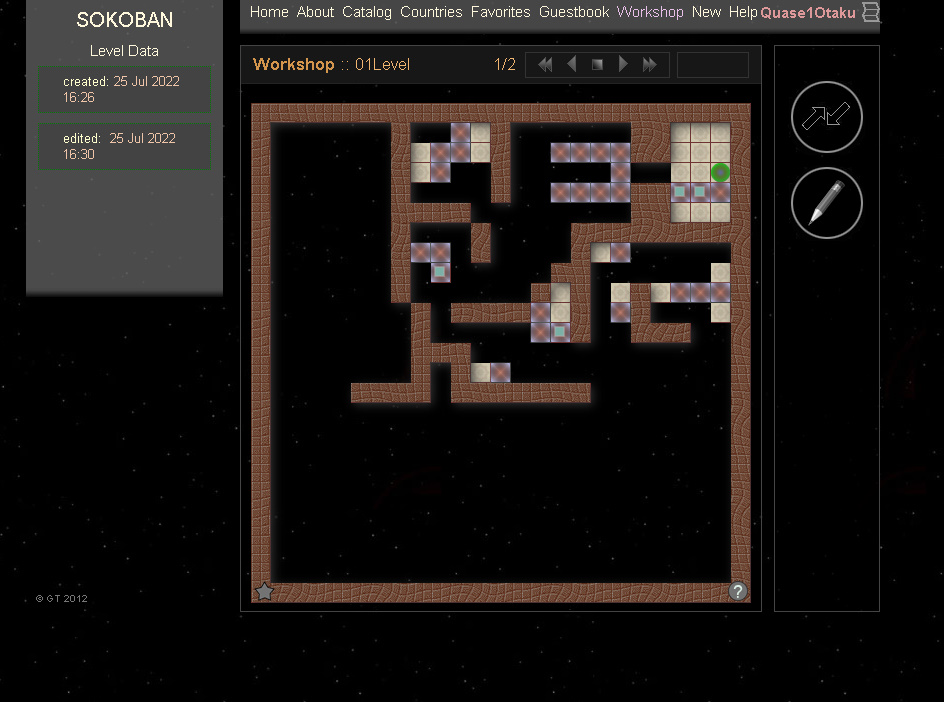 SOKOBAN
Home About Catalog Countries Favorites Guestbook Workshop New Help Quase1Otaku
Level Data
created: 25 Jul 2022
16:26
edited: 25 Jul 2022
16:30
Workshop :: 01Level 1/2
?
© GT 2012